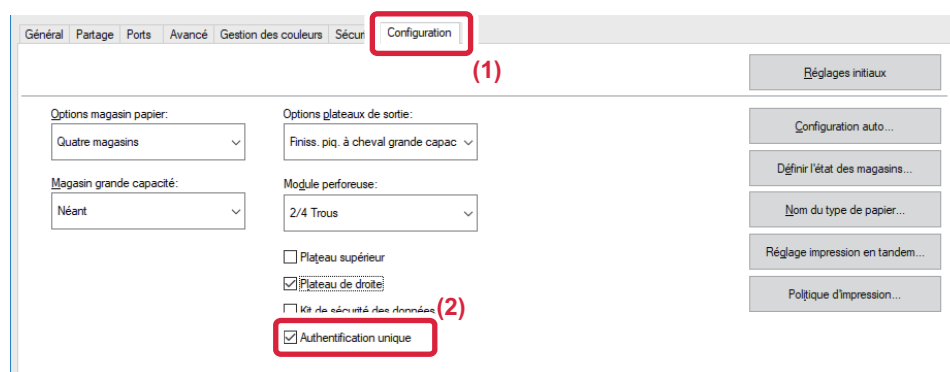 Général Partage Ports Avancé Gestion des couleurs Sécur Configuration
(1)
Réglages initiaux
Options magasin papier:
Options plateaux de sortie:
Quatre magasins
Finiss. piq. à cheval grande capac
Configuration auto...
Magasin grande capacité:
Module perforeuse:
Définir l'état des magasins...
Néant
2/4 Trous
Nom du type de papier...
Plateau supérieur
Réglage impression en tandem...
Plateau de droite
Politique d'impression...
Kit de sécurité des données
(2)
Authentification unique